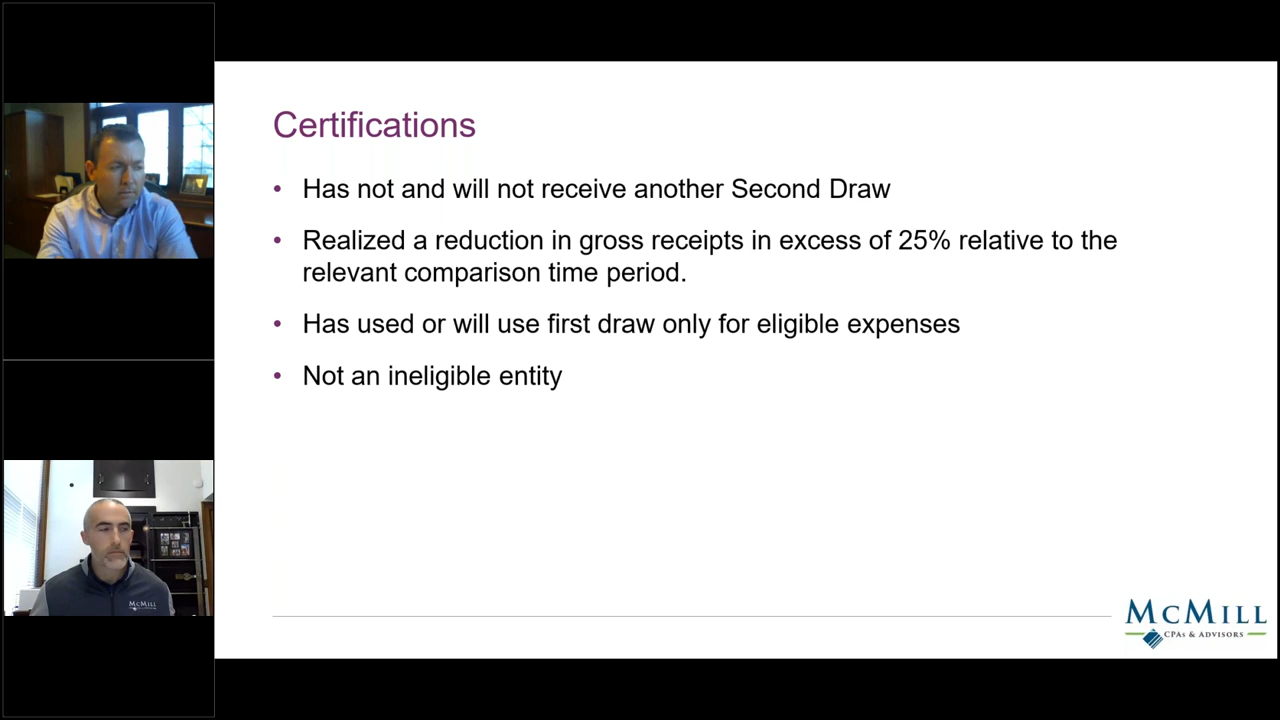 Certifications
• Has not and will not receive another Second Draw
• Realized a reduction in gross receipts in excess of 25% relative to the
relevant comparison time period.
• Has used or will use first draw only for eligible expenses
• Not an ineligible entity
MCMILL
CPAS & ADVISORS
MCMILL